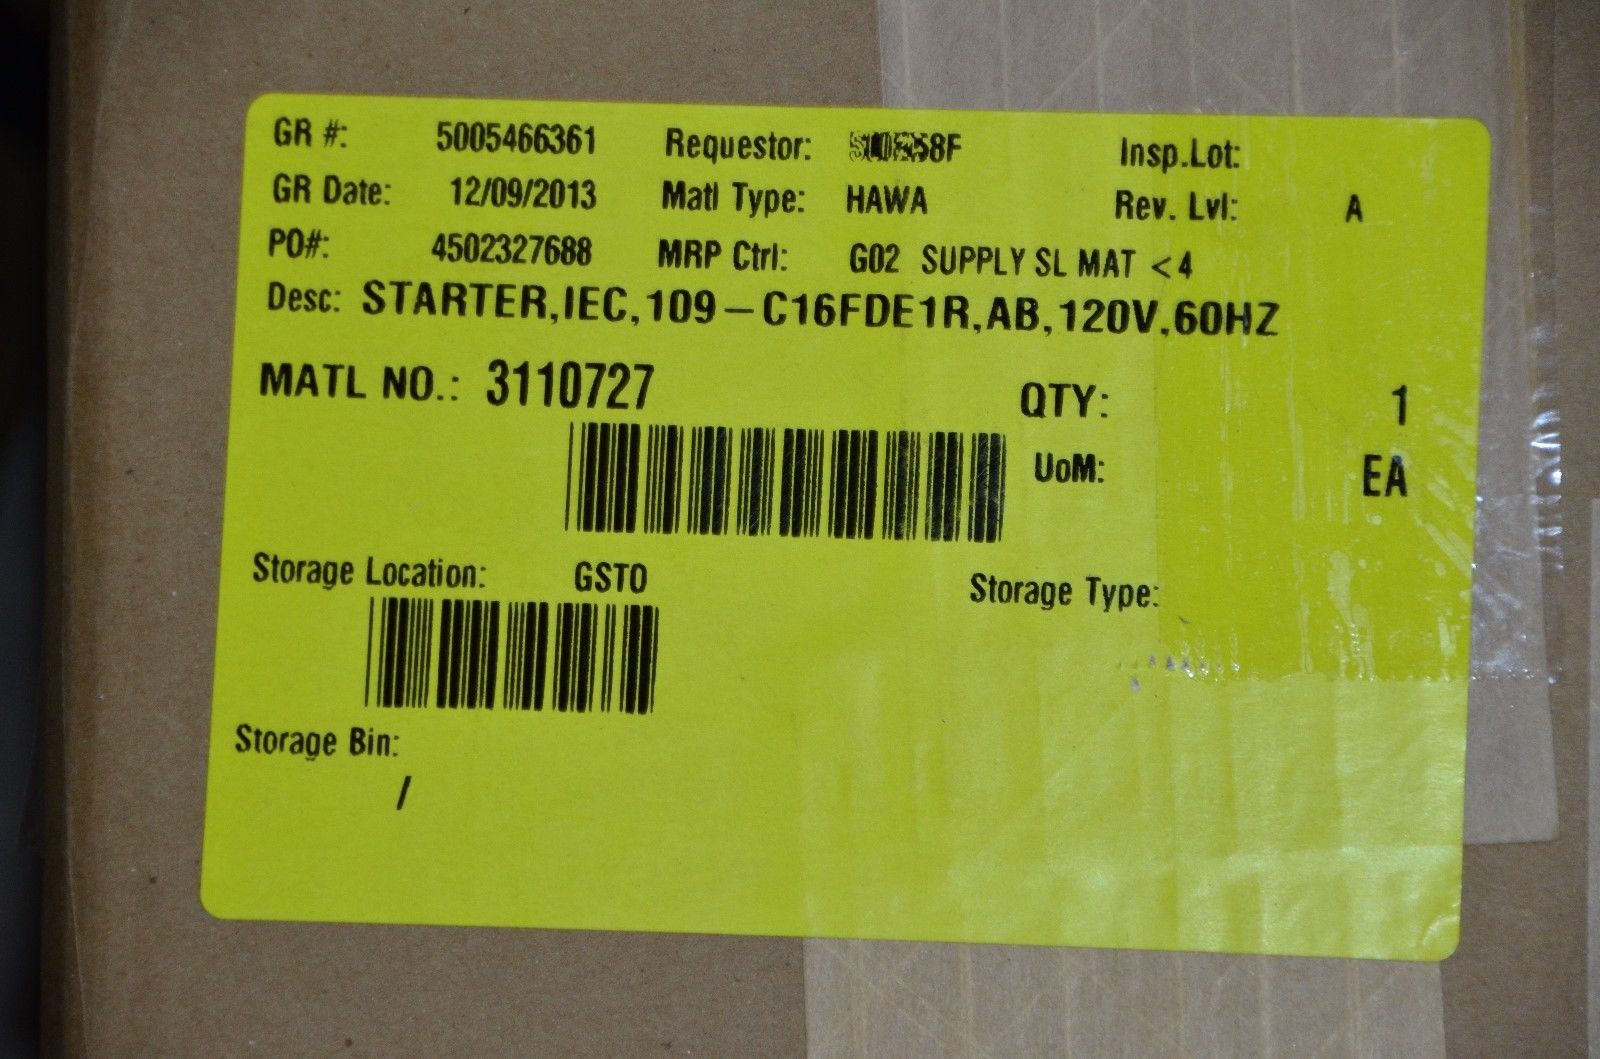 GR #: 5005466361 Requestor: Insp.Lot:
GR Date: 12/09/2013 Matl Type: HAWA Rev. Lvl: A
PO#: 4502327688 MRP Ctrl: G02 SUPPLY SL MAT <4
Desc: STARTER,IEC,109-C16FDE1R,AB,120V,60HZ
MATL NO.: 3110727 QTY: 1
UoM: EA
Storage Location: GSTO Storage Type:
Storage Bin:
/